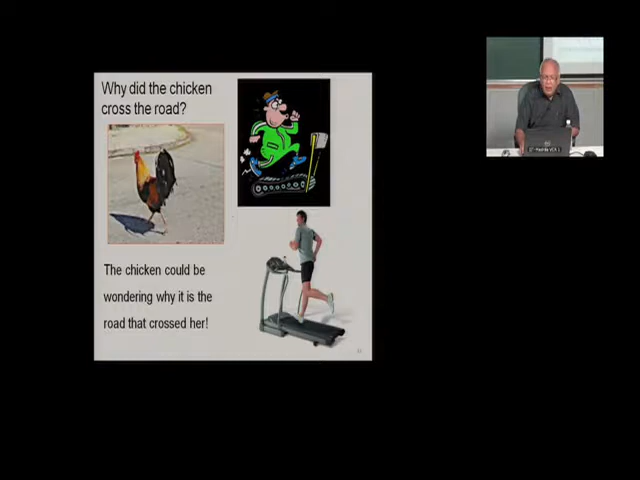 Why did the chicken
cross the road?
The chicken could be
wondering why it is the
road that crossed her!